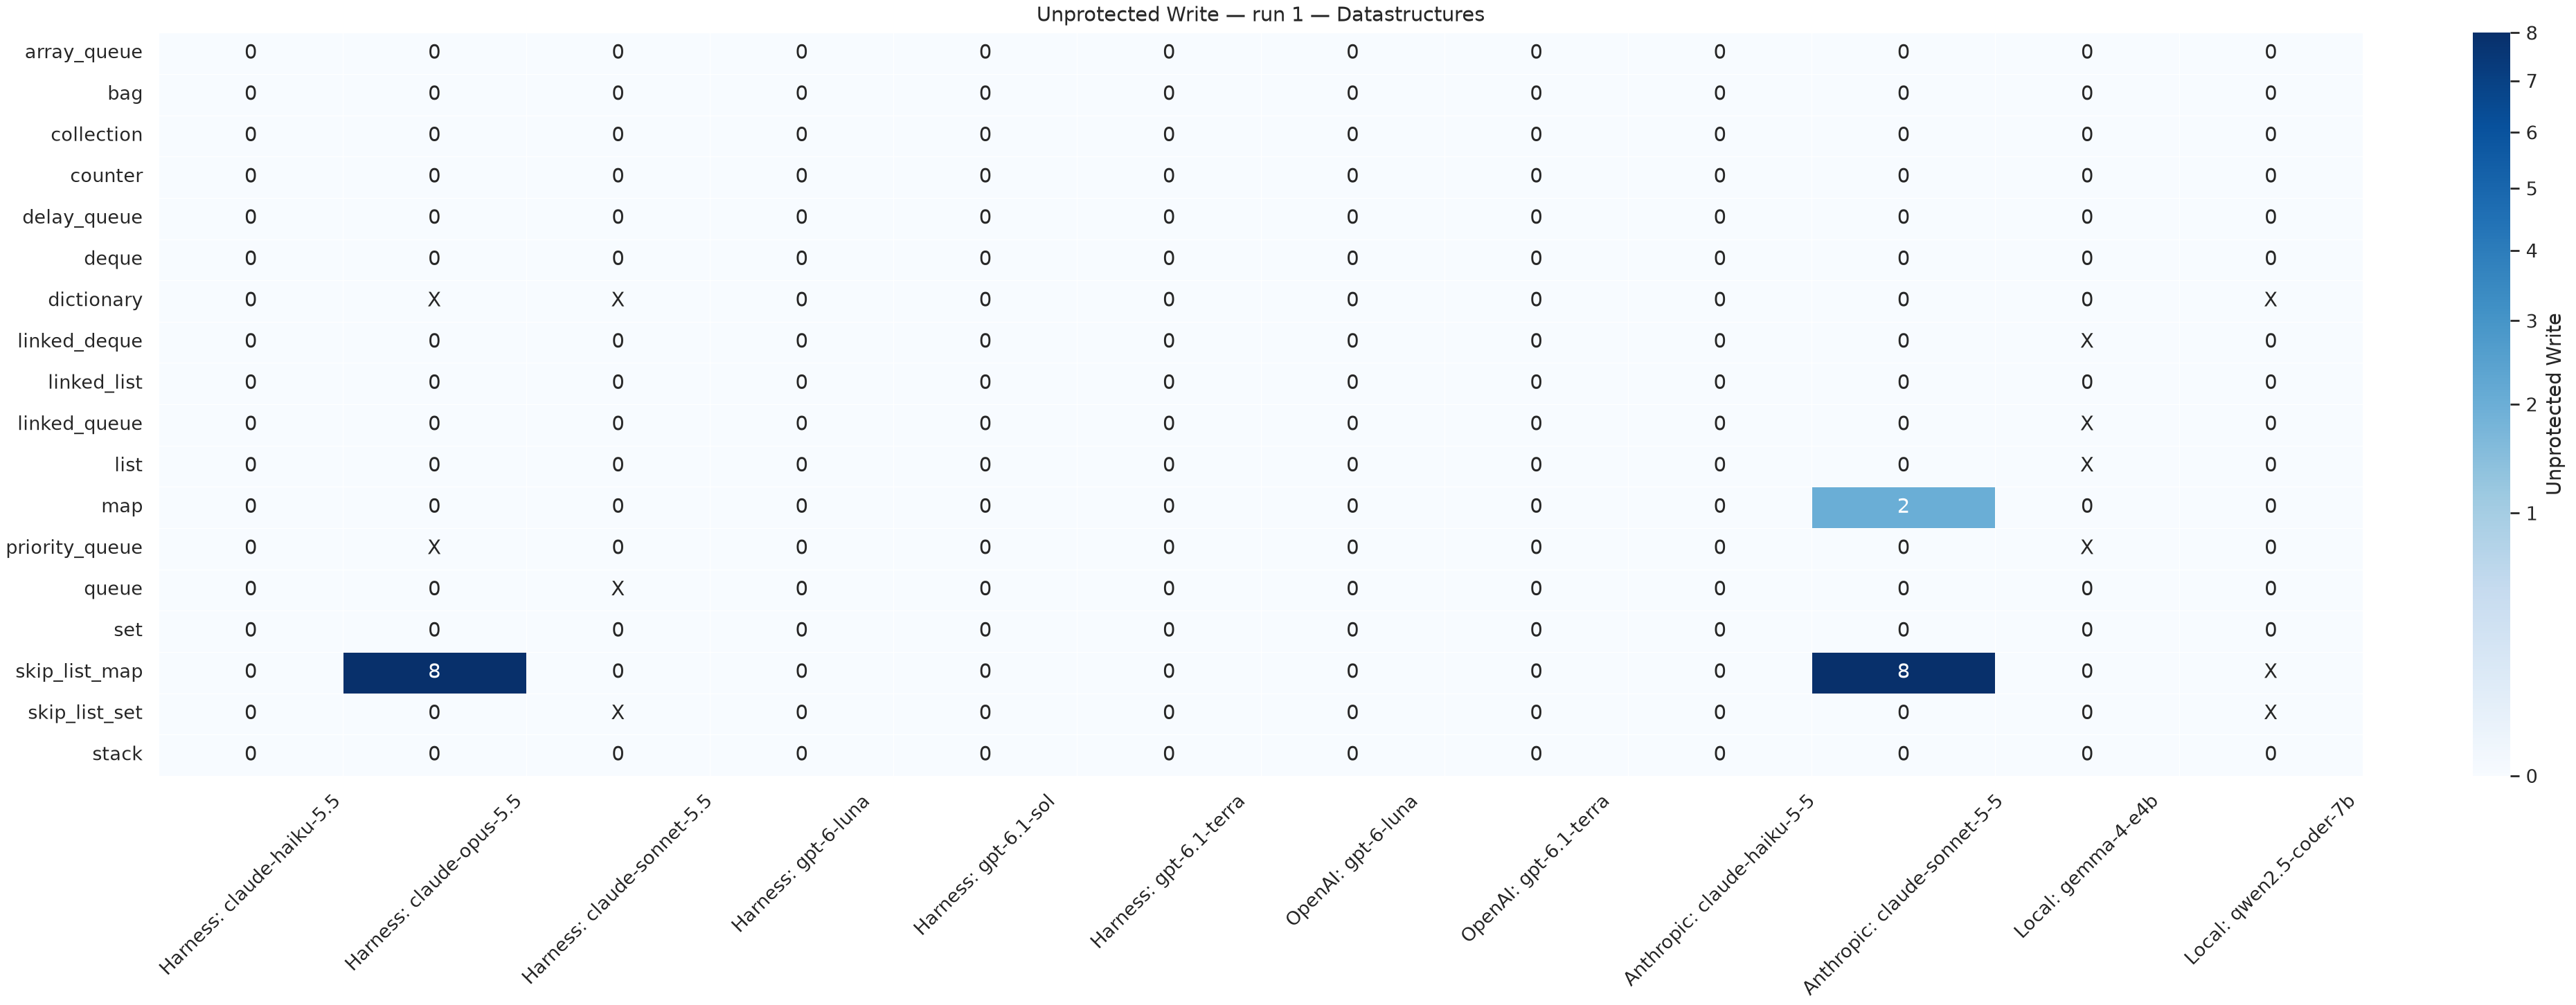 Unprotected Write — run 1 — Datastructures
array_queue 0 0 0 0 0 0 0 0 0 0 0 0
bag 0 0 0 0 0 0 0 0 0 0 0 0
collection 0 0 0 0 0 0 0 0 0 0 0 0
counter 0 0 0 0 0 0 0 0 0 0 0 0
delay_queue 0 0 0 0 0 0 0 0 0 0 0 0
deque 0 0 0 0 0 0 0 0 0 0 0 0
dictionary 0 X X 0 0 0 0 0 0 0 0 X
linked_deque 0 0 0 0 0 0 0 0 0 0 X 0
linked_list 0 0 0 0 0 0 0 0 0 0 0 0
linked_queue 0 0 0 0 0 0 0 0 0 0 X 0
list 0 0 0 0 0 0 0 0 0 0 X 0
map 0 0 0 0 0 0 0 0 0 2 0 0
priority_queue 0 X 0 0 0 0 0 0 0 0 X 0
queue 0 0 X 0 0 0 0 0 0 0 0 0
set 0 0 0 0 0 0 0 0 0 0 0 0
skip_list_map 0 8 0 0 0 0 0 0 0 8 0 X
skip_list_set 0 0 X 0 0 0 0 0 0 0 0 X
stack 0 0 0 0 0 0 0 0 0 0 0 0
Harness: claude-haiku-5.5
Harness: claude-opus-5.5
Harness: claude-sonnet-5.5
Harness: gpt-6-luna
Harness: gpt-6.1-sol
Harness: gpt-6.1-terra
OpenAI: gpt-6-luna
OpenAI: gpt-6.1-terra
Anthropic: claude-haiku-5-5
Anthropic: claude-sonnet-5-5
Local: gemma-4-e4b
Local: qwen2.5-coder-7b
8
7
6
5
4
3
2
1
0
Unprotected Write